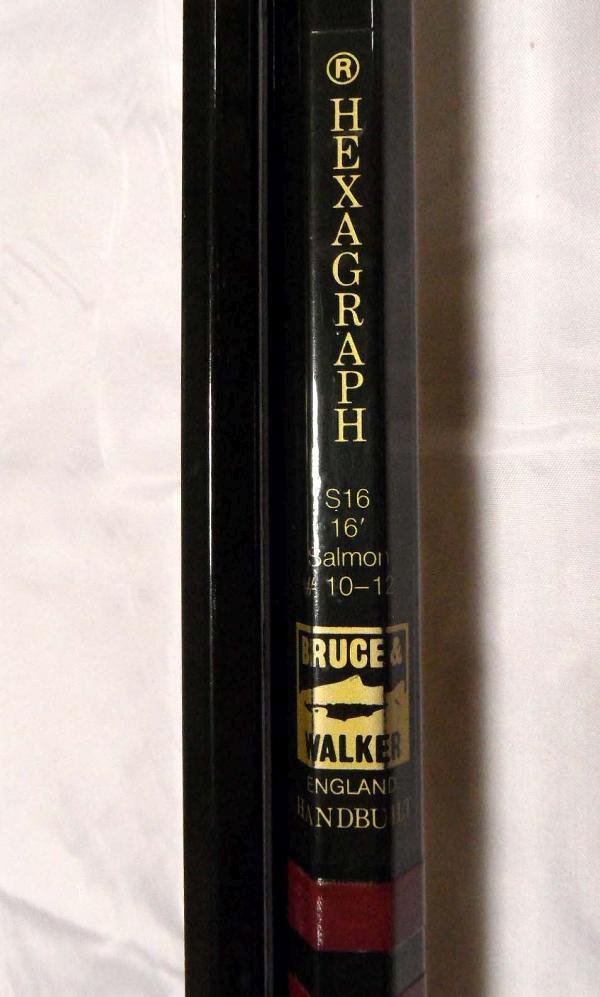 ® HEXAGRAPH
S16
16'
Salmon
# 10–12
BRUCE &
WALKER
ENGLAND
HANDBUILT